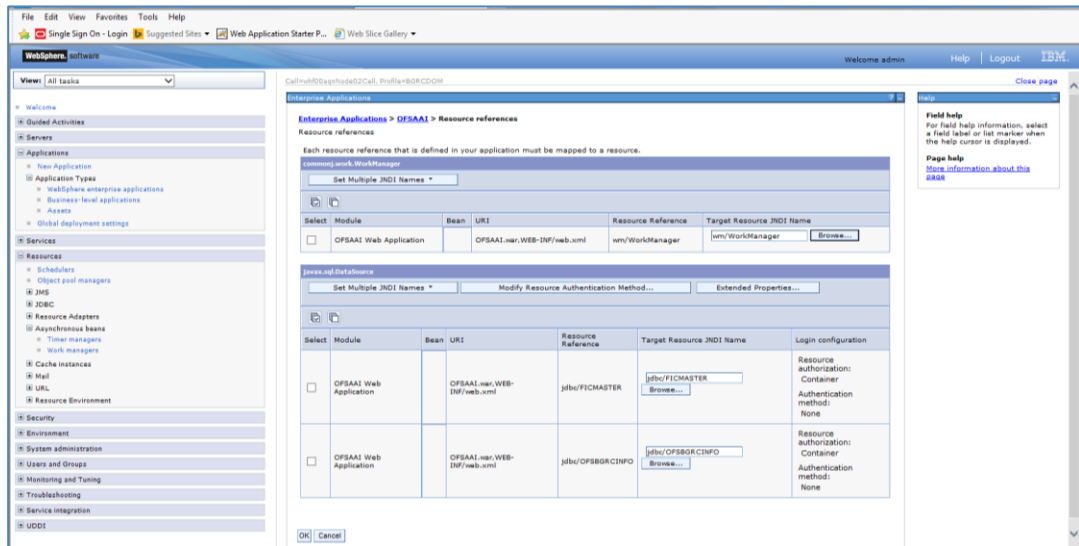 File Edit View Favorites Tools Help
Single Sign On - Login Suggested Sites Web Application Starter P... Web Slice Gallery
WebSphere. software Welcome admin Help Logout IBM.
View: All tasks
Cell=whf00aqnNode02Cell, Profile=BGRCDOM Close page
Welcome
Guided Activities
Servers
Applications
New Application
Application Types
WebSphere enterprise applications
Business-level applications
Assets
Global deployment settings
Services
Resources
Schedulers
Object pool managers
JMS
JDBC
Resource Adapters
Asynchronous beans
Timer managers
Work managers
Cache instances
Mail
URL
Resource Environment
Security
Environment
System administration
Users and Groups
Monitoring and Tuning
Troubleshooting
Service integration
UDDI
Enterprise Applications ? -
Enterprise Applications > OFSAAI > Resource references
Resource references
Each resource reference that is defined in your application must be mapped to a resource.
commonj.work.WorkManager
Set Multiple JNDI Names
Select Module Bean URI Resource Reference Target Resource JNDI Name
OFSAAI Web Application OFSAAI.war,WEB-INF/web.xml wm/WorkManager wm/WorkManager Browse...
javax.sql.DataSource
Set Multiple JNDI Names Modify Resource Authentication Method... Extended Properties...
Select Module Bean URI Resource Reference Target Resource JNDI Name Login configuration
OFSAAI Web Application OFSAAI.war,WEB-INF/web.xml jdbc/FICMASTER jdbc/FICMASTER Browse... Resource authorization: Container Authentication method: None
OFSAAI Web Application OFSAAI.war,WEB-INF/web.xml jdbc/OFSBGRCINFO jdbc/OFSBGRCINFO Browse... Resource authorization: Container Authentication method: None
OK Cancel
Help
Field help
For field help information, select
a field label or list marker when
the help cursor is displayed.
Page help
More information about this
page